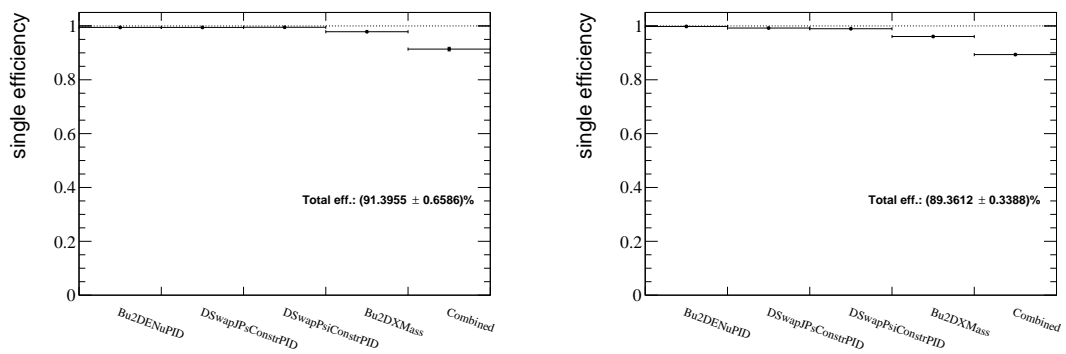 single efficiency
1
0.8
0.6
0.4
0.2
0
Total eff.: (91.3955 ± 0.6586)%
Bu2DENuPID
DSwapJPsConstrPID
DSwapPsiConstrPID
Bu2DXMass
Combined
single efficiency
1
0.8
0.6
0.4
0.2
0
Total eff.: (89.3612 ± 0.3388)%
Bu2DENuPID
DSwapJPsConstrPID
DSwapPsiConstrPID
Bu2DXMass
Combined